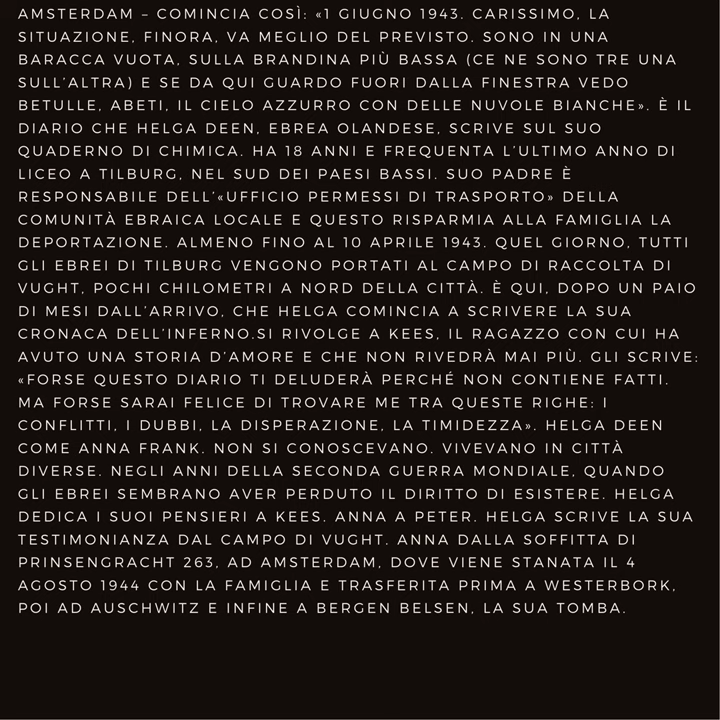 AMSTERDAM – COMINCIA COSÌ: «1 GIUGNO 1943. CARISSIMO, LA
SITUAZIONE, FINORA, VA MEGLIO DEL PREVISTO. SONO IN UNA
BARACCA VUOTA, SULLA BRANDINA PIÙ BASSA (CE NE SONO TRE UNA
SULL'ALTRA) E SE DA QUI GUARDO FUORI DALLA FINESTRA VEDO
BETULLE, ABETI, IL CIELO AZZURRO CON DELLE NUVOLE BIANCHE». È IL
DIARIO CHE HELGA DEEN, EBREA OLANDESE, SCRIVE SUL SUO
QUADERNO DI CHIMICA. HA 18 ANNI E FREQUENTA L'ULTIMO ANNO DI
LICEO A TILBURG, NEL SUD DEI PAESI BASSI. SUO PADRE È
RESPONSABILE DELL'«UFFICIO PERMESSI DI TRASPORTO» DELLA
COMUNITÀ EBRAICA LOCALE E QUESTO RISPARMIA ALLA FAMIGLIA LA
DEPORTAZIONE. ALMENO FINO AL 10 APRILE 1943. QUEL GIORNO, TUTTI
GLI EBREI DI TILBURG VENGONO PORTATI AL CAMPO DI RACCOLTA DI
VUGHT, POCHI CHILOMETRI A NORD DELLA CITTÀ. È QUI, DOPO UN PAIO
DI MESI DALL'ARRIVO, CHE HELGA COMINCIA A SCRIVERE LA SUA
CRONACA DELL'INFERNO.SI RIVOLGE A KEES, IL RAGAZZO CON CUI HA
AVUTO UNA STORIA D'AMORE E CHE NON RIVEDRÀ MAI PIÙ. GLI SCRIVE:
«FORSE QUESTO DIARIO TI DELUDERÀ PERCHÉ NON CONTIENE FATTI.
MA FORSE SARAI FELICE DI TROVARE ME TRA QUESTE RIGHE: I
CONFLITTI, I DUBBI, LA DISPERAZIONE, LA TIMIDEZZA». HELGA DEEN
COME ANNA FRANK. NON SI CONOSCEVANO. VIVEVANO IN CITTÀ
DIVERSE. NEGLI ANNI DELLA SECONDA GUERRA MONDIALE, QUANDO
GLI EBREI SEMBRANO AVER PERDUTO IL DIRITTO DI ESISTERE. HELGA
DEDICA I SUOI PENSIERI A KEES. ANNA A PETER. HELGA SCRIVE LA SUA
TESTIMONIANZA DAL CAMPO DI VUGHT. ANNA DALLA SOFFITTA DI
PRINSENGRACHT 263, AD AMSTERDAM, DOVE VIENE STANATA IL 4
AGOSTO 1944 CON LA FAMIGLIA E TRASFERITA PRIMA A WESTERBORK,
POI AD AUSCHWITZ E INFINE A BERGEN BELSEN, LA SUA TOMBA.